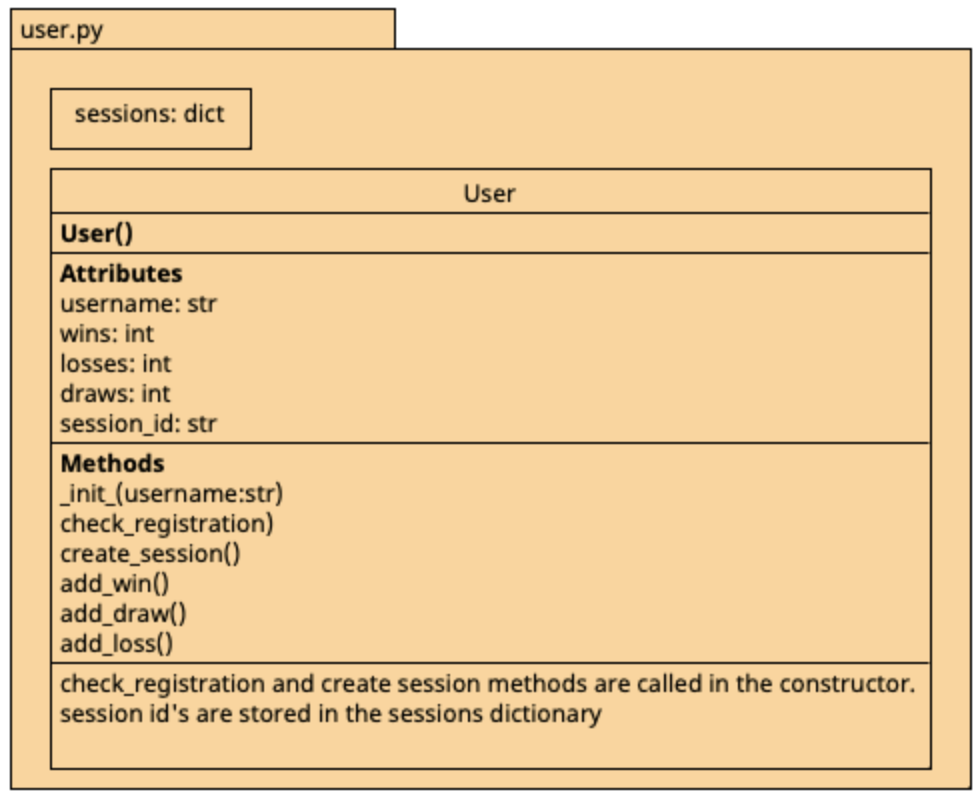 user.py
sessions: dict
User
User()
Attributes
username: str
wins: int
losses: int
draws: int
session_id: str
Methods
_init_(username:str)
check_registration)
create_session()
add_win()
add_draw()
add_loss()
check_registration and create session methods are called in the constructor.
session id's are stored in the sessions dictionary